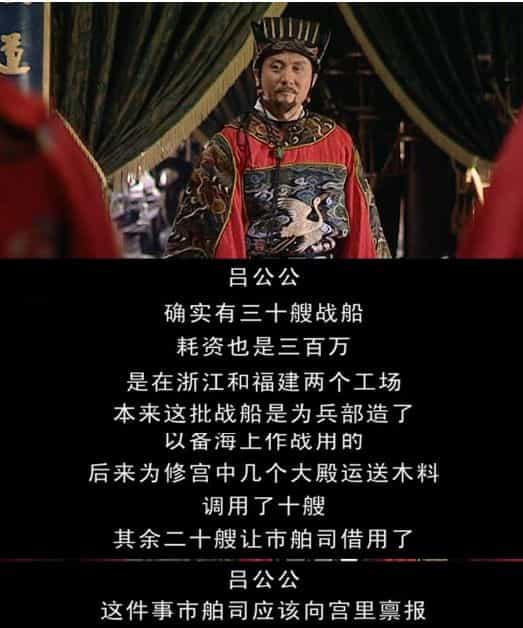 道
吕公公
确实有三十艘战船
耗资也是三百万
是在浙江和福建两个工场
本来这批战船是为兵部造了
以备海上作战用的
后来为修宫中几个大殿运送木料
调用了十艘
其余二十艘让市舶司借用了
吕公公
这件事市舶司应该向宫里禀报